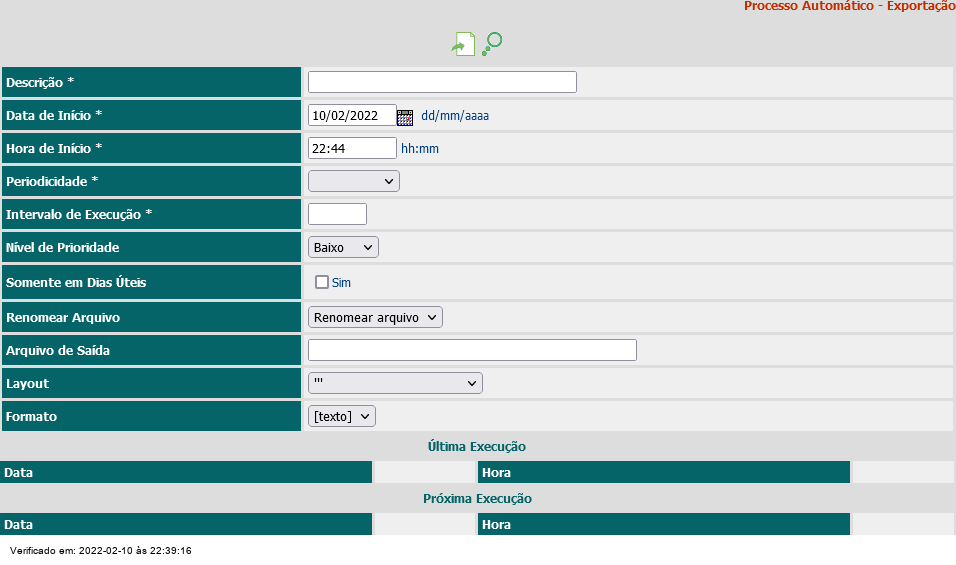 Processo Automático - Exportação
Descrição *
Data de Início * 10/02/2022 dd/mm/aaaa
Hora de Início * 22:44 hh:mm
Periodicidade *
Intervalo de Execução *
Nível de Prioridade Baixo
Somente em Dias Úteis Sim
Renomear Arquivo Renomear arquivo
Arquivo de Saída
Layout '''
Formato [texto]
Última Execução
Data Hora
Próxima Execução
Data Hora
Verificado em: 2022-02-10 às 22:39:16